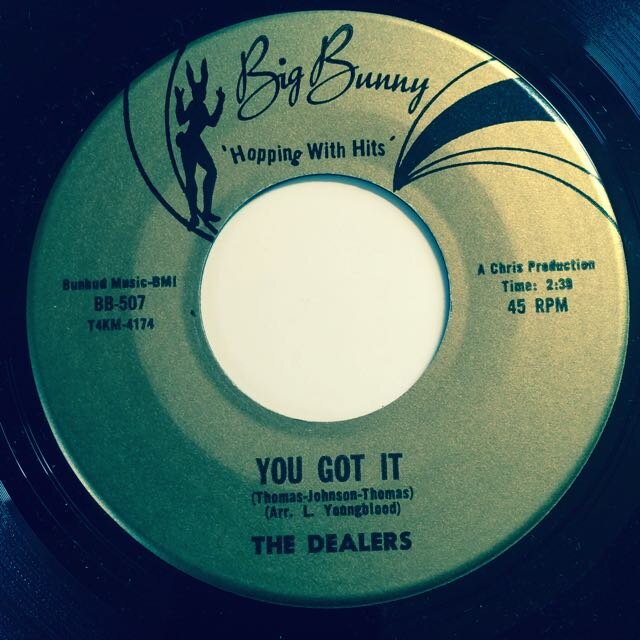 Big Bunny
'Hopping With Hits'
Bunbud Music-BMI
BB-507
T4KM-4174
A Chris Production
Time: 2:38
45 RPM
YOU GOT IT
(Thomas-Johnson-Thomas)
(Arr. L. Youngblood)
THE DEALERS